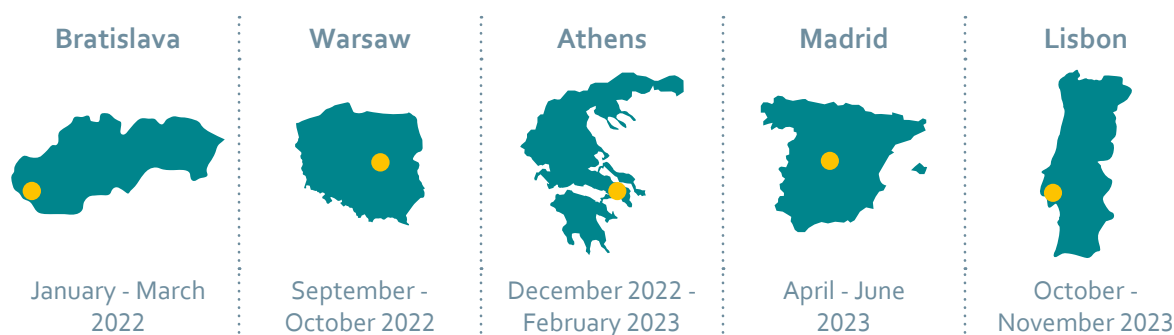 Bratislava
January - March
2022
Warsaw
September -
October 2022
Athens
December 2022 -
February 2023
Madrid
April - June
2023
Lisbon
October -
November 2023